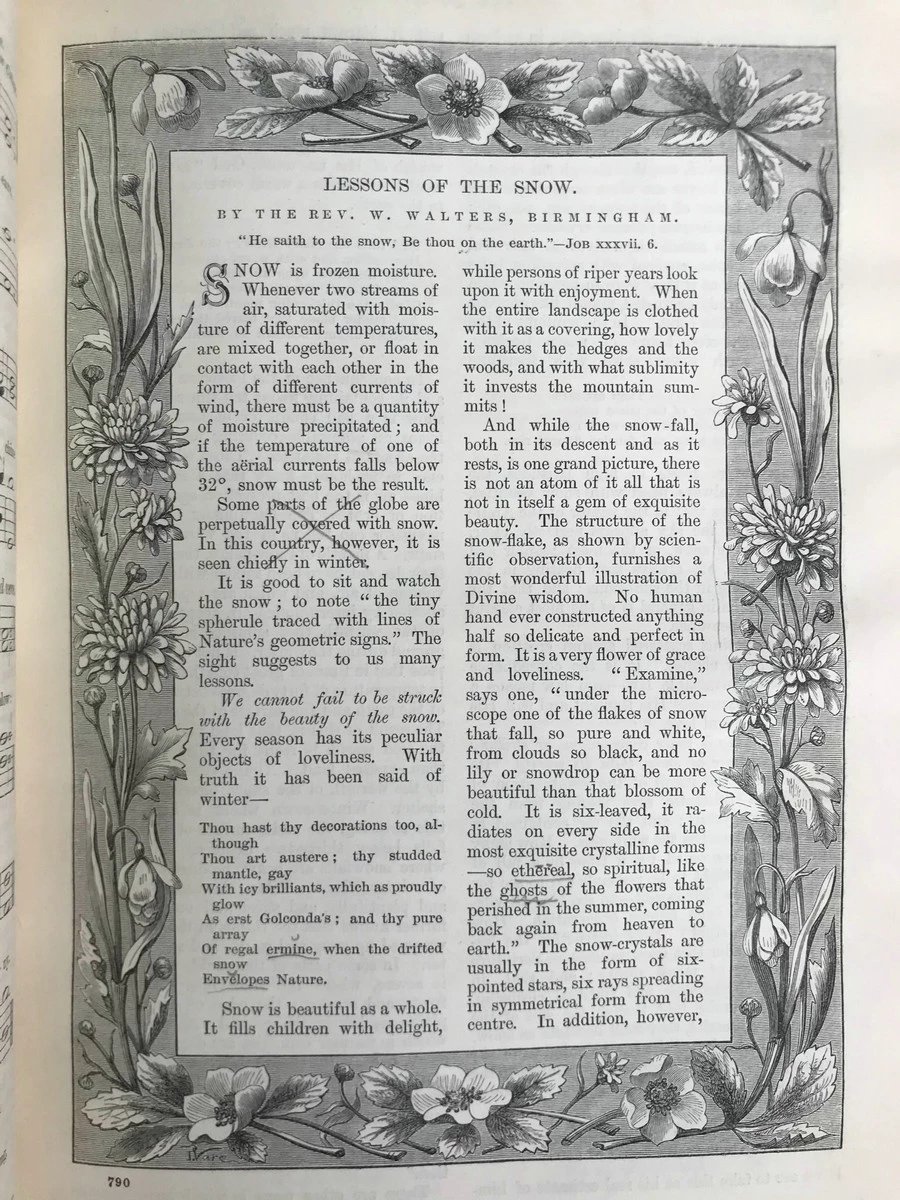 LESSONS OF THE SNOW.
BY THE REV. W. WALTERS, BIRMINGHAM.
"He saith to the snow, Be thou on the earth."—JOB xxxvii. 6.
SNOW is frozen moisture.
Whenever two streams of
air, saturated with mois-
ture of different temperatures,
are mixed together, or float in
contact with each other in the
form of different currents of
wind, there must be a quantity
of moisture precipitated; and
if the temperature of one of
the aërial currents falls below
32°, snow must be the result.
Some parts of the globe are
perpetually covered with snow.
In this country, however, it is
seen chiefly in winter.
It is good to sit and watch
the snow; to note "the tiny
spherule traced with lines of
Nature's geometric signs." The
sight suggests to us many
lessons.
We cannot fail to be struck
with the beauty of the snow.
Every season has its peculiar
objects of loveliness. With
truth it has been said of
winter—
Thou hast thy decorations too, al-
though
Thou art austere; thy studded
mantle, gay
With icy brilliants, which as proudly
glow
As erst Golconda's; and thy pure
array
Of regal ermine, when the drifted
snow
Envelopes Nature.
Snow is beautiful as a whole.
It fills children with delight,
while persons of riper years look
upon it with enjoyment. When
the entire landscape is clothed
with it as a covering, how lovely
it makes the hedges and the
woods, and with what sublimity
it invests the mountain sum-
mits!
And while the snow-fall,
both in its descent and as it
rests, is one grand picture, there
is not an atom of it all that is
not in itself a gem of exquisite
beauty. The structure of the
snow-flake, as shown by scien-
tific observation, furnishes a
most wonderful illustration of
Divine wisdom. No human
hand ever constructed anything
half so delicate and perfect in
form. It is a very flower of grace
and loveliness. "Examine,"
says one, "under the micro-
scope one of the flakes of snow
that fall, so pure and white,
from clouds so black, and no
lily or snowdrop can be more
beautiful than that blossom of
cold. It is six-leaved, it ra-
diates on every side in the
most exquisite crystalline forms
—so ethereal, so spiritual, like
the ghosts of the flowers that
perished in the summer, coming
back again from heaven to
earth." The snow-crystals are
usually in the form of six-
pointed stars, six rays spreading
in symmetrical form from the
centre. In addition, however,
790